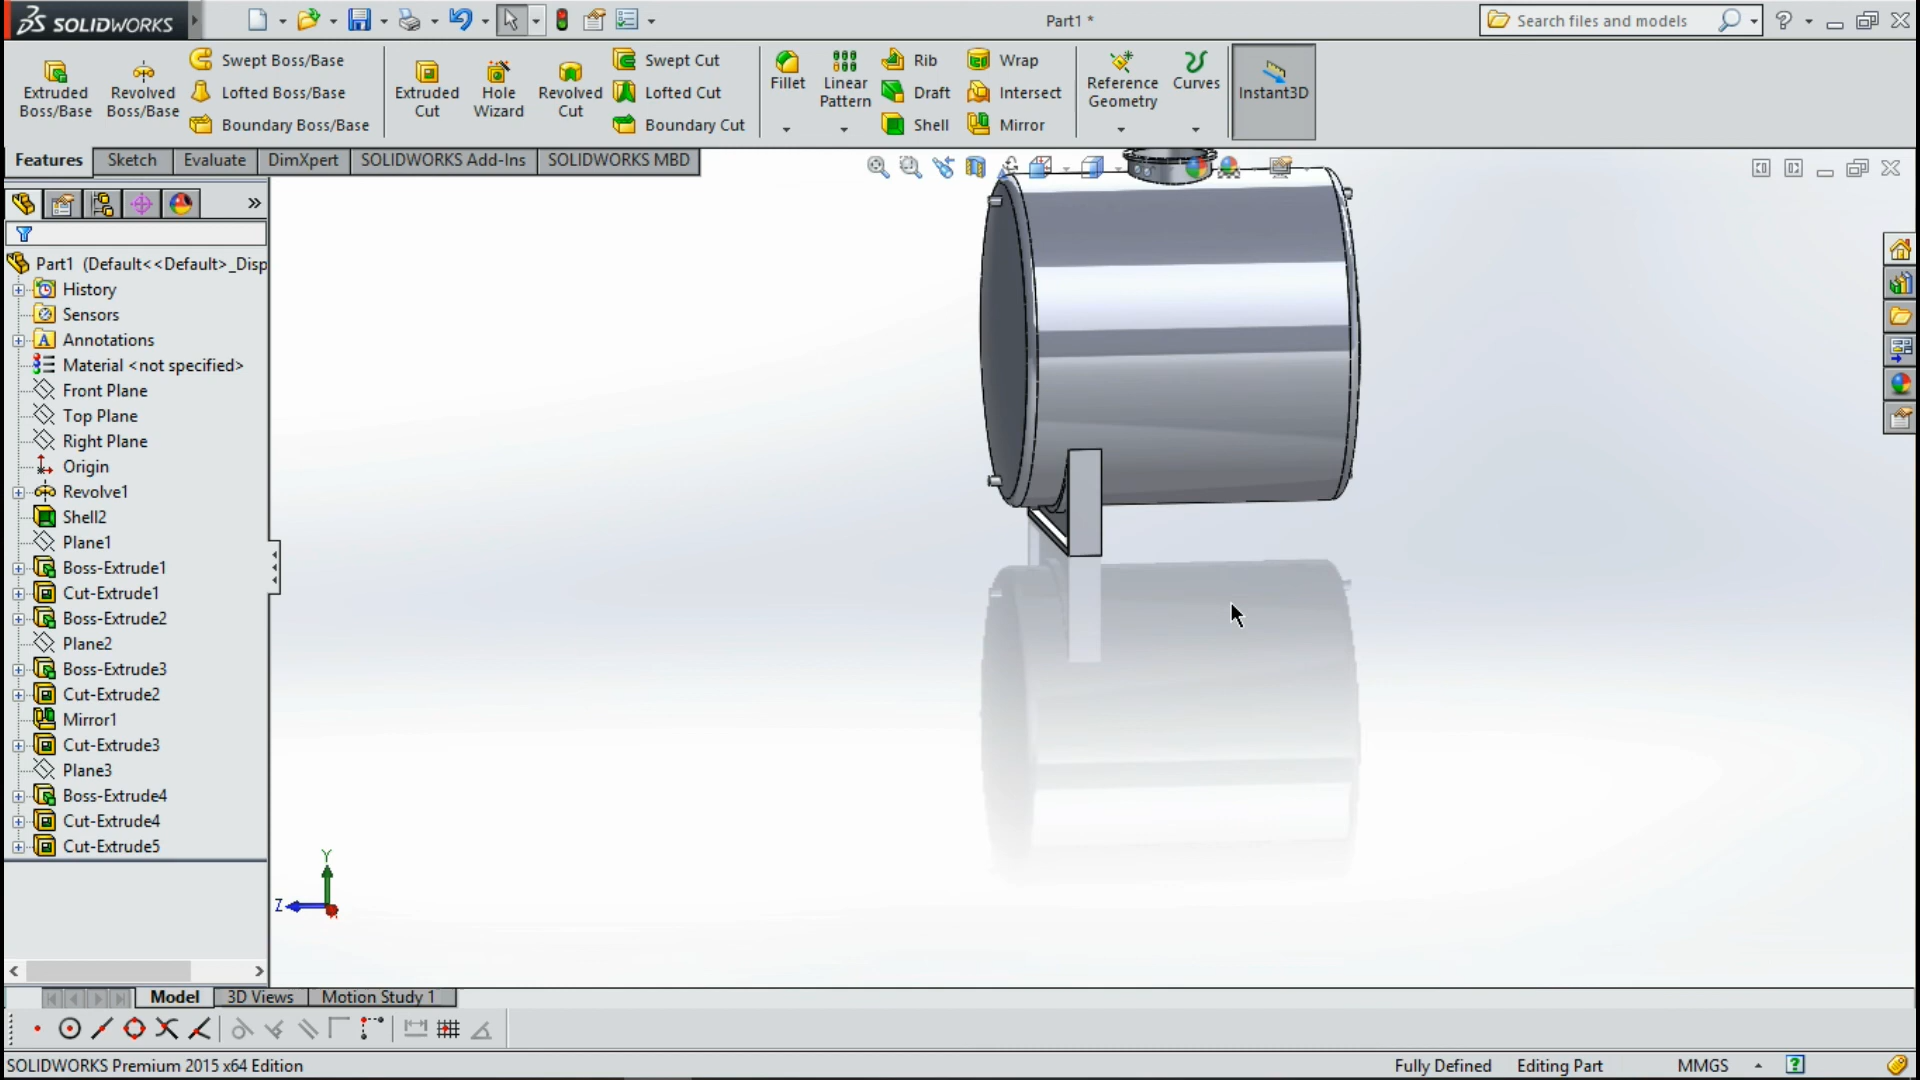 SOLIDWORKS
Part1 *
Search files and models
Extruded Boss/Base
Revolved Boss/Base
Swept Boss/Base
Lofted Boss/Base
Boundary Boss/Base
Extruded Cut
Hole Wizard
Revolved Cut
Swept Cut
Lofted Cut
Boundary Cut
Fillet
Linear Pattern
Rib
Draft
Shell
Wrap
Intersect
Mirror
Reference Geometry
Curves
Instant3D
Features
Sketch
Evaluate
DimXpert
SOLIDWORKS Add-Ins
SOLIDWORKS MBD
Part1 (Default<<Default>_Disp
History
Sensors
Annotations
Material <not specified>
Front Plane
Top Plane
Right Plane
Origin
Revolve1
Shell2
Plane1
Boss-Extrude1
Cut-Extrude1
Boss-Extrude2
Plane2
Boss-Extrude3
Cut-Extrude2
Mirror1
Cut-Extrude3
Plane3
Boss-Extrude4
Cut-Extrude4
Cut-Extrude5
Y
Z
Model
3D Views
Motion Study 1
SOLIDWORKS Premium 2015 x64 Edition
Fully Defined
Editing Part
MMGS